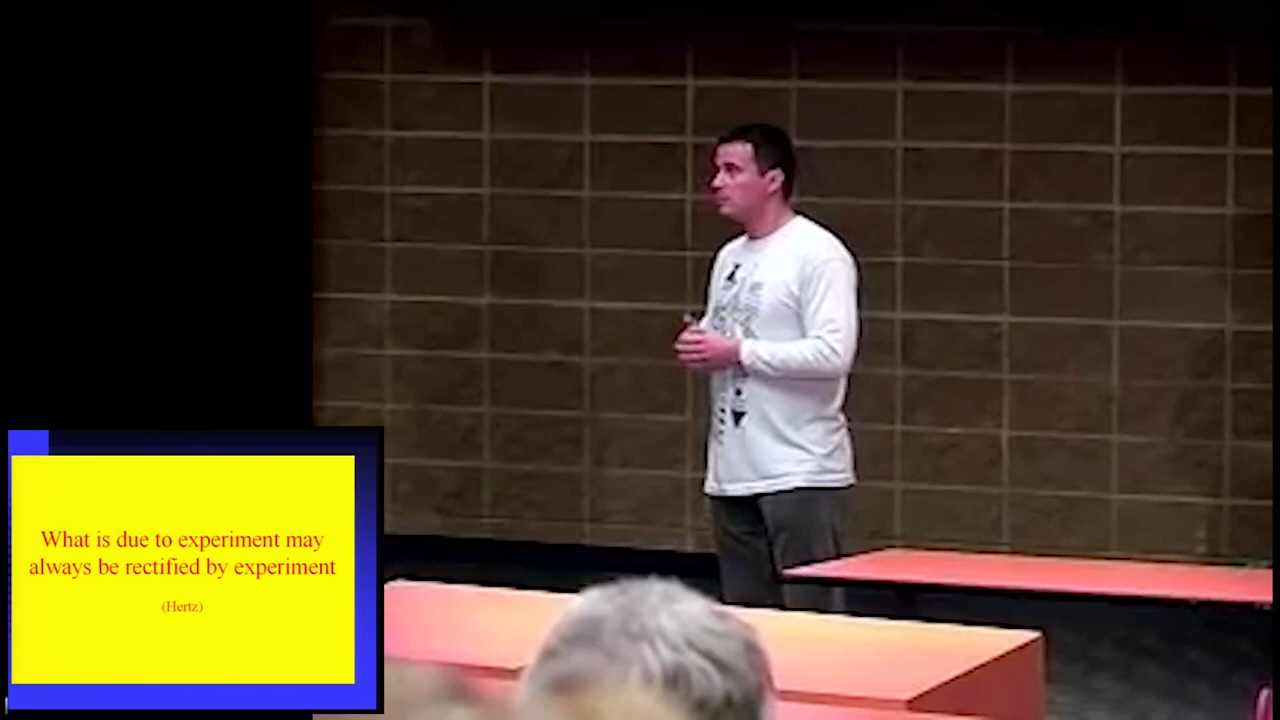 What is due to experiment may
always be rectified by experiment
(Hertz)